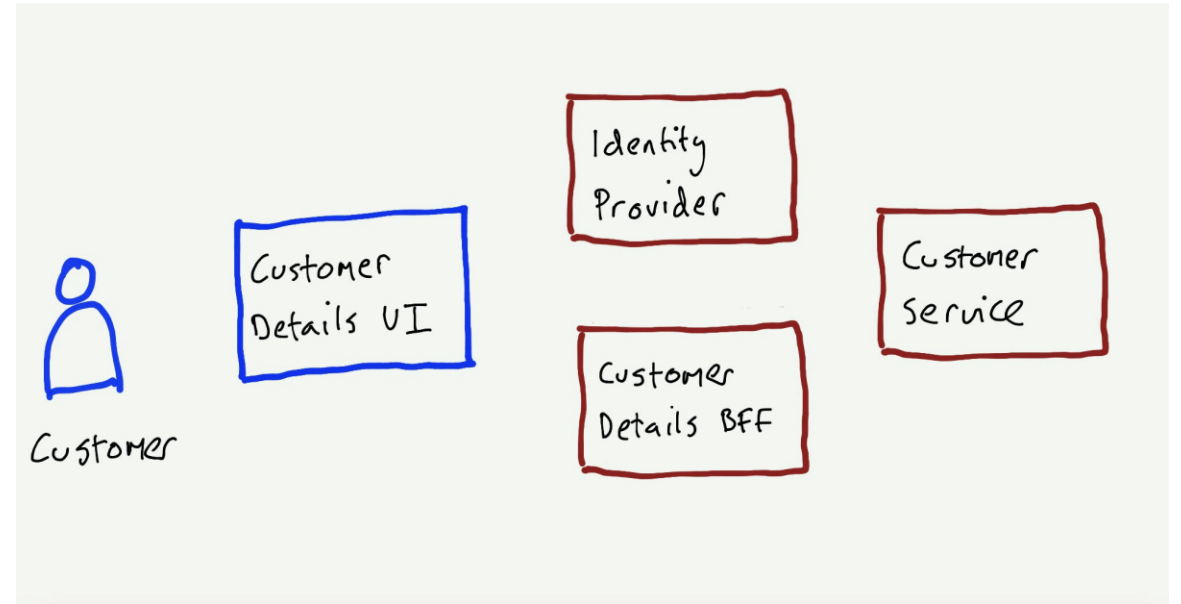 Customer
Customer
Details UI
Identity
Provider
Customer
Details BFF
Customer
Service